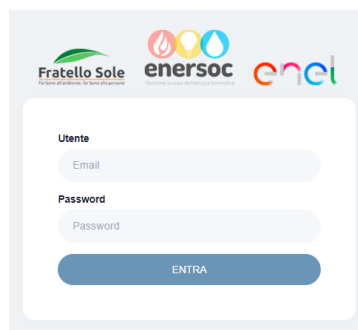 Fratello Sole
enersoc
enel
Utente
Email
Password
Password
ENTRA